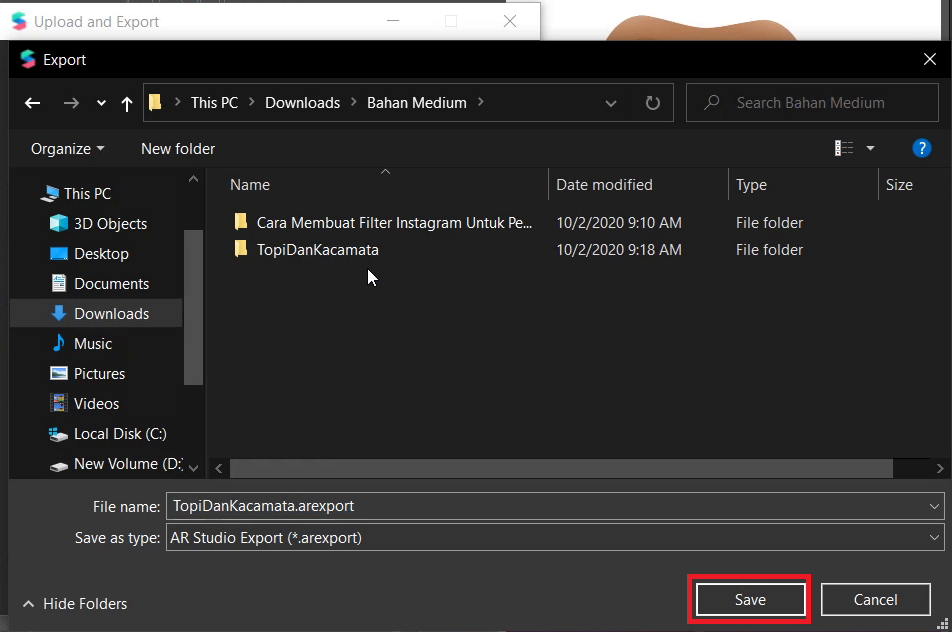 Upload and Export
Export
This PC Downloads Bahan Medium
Search Bahan Medium
Organize New folder
?
Name Date modified Type Size
This PC
3D Objects
Desktop
Documents
Downloads
Music
Pictures
Videos
Local Disk (C:)
New Volume (D:)
Cara Membuat Filter Instagram Untuk Pe... 10/2/2020 9:10 AM File folder
TopiDanKacamata 10/2/2020 9:18 AM File folder
File name: TopiDanKacamata.arexport
Save as type: AR Studio Export (*.arexport)
Hide Folders
Save Cancel